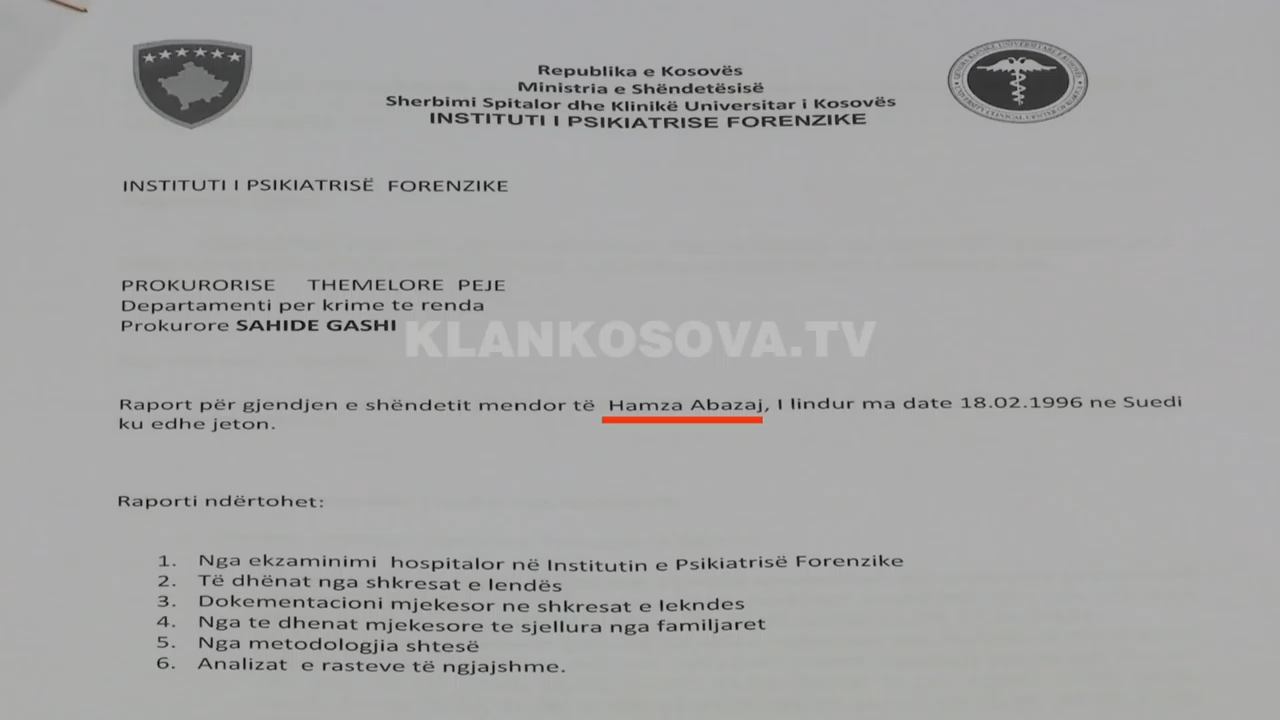 Republika e Kosovës
Ministria e Shëndetësisë
Sherbimi Spitalor dhe Klinikë Universitar i Kosovës
INSTITUTI I PSIKIATRISE FORENZIKE
INSTITUTI I PSIKIATRISË FORENZIKE
PROKURORISE THEMELORE PEJE
Departamenti per krime te renda
Prokurore SAHIDE GASHI
KLANKOSOVA.TV
Raport për gjendjen e shëndetit mendor të Hamza Abazaj, I lindur ma date 18.02.1996 ne Suedi
ku edhe jeton.
Raporti ndërtohet:
1. Nga ekzaminimi hospitalor në Institutin e Psikiatrisë Forenzike
2. Të dhënat nga shkresat e lendës
3. Dokementacioni mjekesor ne shkresat e lekndes
4. Nga te dhenat mjekesore te sjellura nga familjaret
5. Nga metodologjia shtesë
6. Analizat e rasteve të ngjajshme.